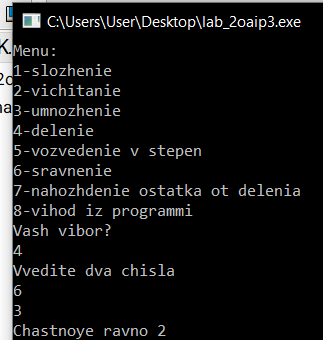 C:\Users\User\Desktop\lab_2oaip3.exe
Menu:
1-slozhenie
2-vichitanie
3-umnozhenie
4-delenie
5-vozvedenie v stepen
6-sravnenie
7-nahozhdenie ostatka ot delenia
8-vihod iz programmi
Vash vibor?
4
Vvedite dva chisla
6
3
Chastnoye ravno 2